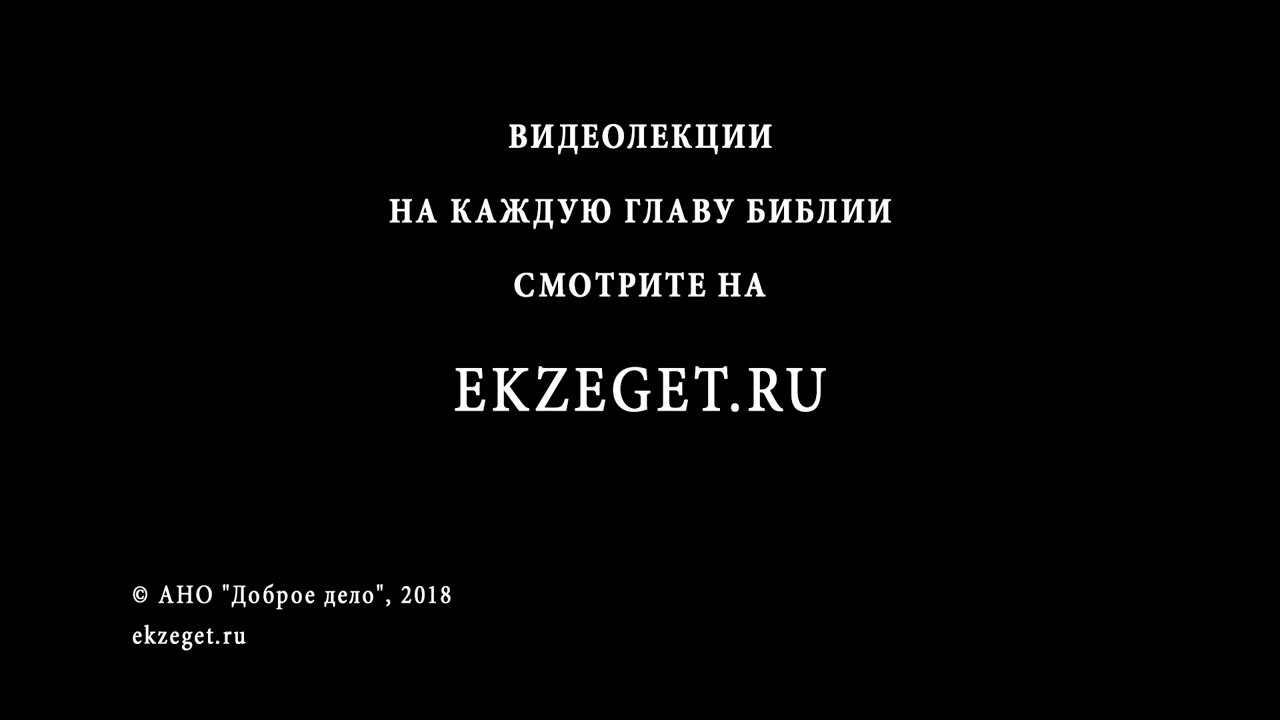 ВИДЕОЛЕКЦИИ
НА КАЖДУЮ ГЛАВУ БИБЛИИ
СМОТРИТЕ НА
EKZEGET.RU
© АНО "Доброе дело", 2018
ekzeget.ru